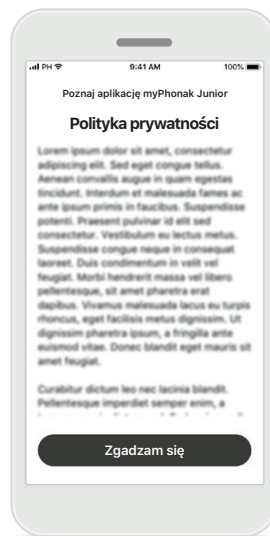 PH 9:41 AM 100%
Poznaj aplikację myPhonak Junior
Polityka prywatności
Lorem ipsum dolor sit amet, consectetur
adipiscing elit. Sed eget congue tellus.
Aenean convallis augue in quam egestas
tincidunt. Interdum et malesuada fames ac
ante ipsum primis in faucibus. Suspendisse
potenti. Praesent pulvinar id elit sed
consectetur. Vestibulum eu lectus metus.
Suspendisse congue neque in consequat
laoreet. Duis condimentum in velit vel
feugiat. Morbi hendrerit massa vel libero
pellentesque, sit amet pharetra erat
dapibus. Vivamus malesuada lacus eu turpis
rhoncus, eget facilisis metus dignissim. Ut
dignissim pharetra ipsum, a fringilla ante
euismod vitae. Donec blandit eget mauris sit
amet feugiat.
Curabitur dictum leo nec lacinia blandit.
Pellentesque imperdiet semper enim, a
Zgadzam się